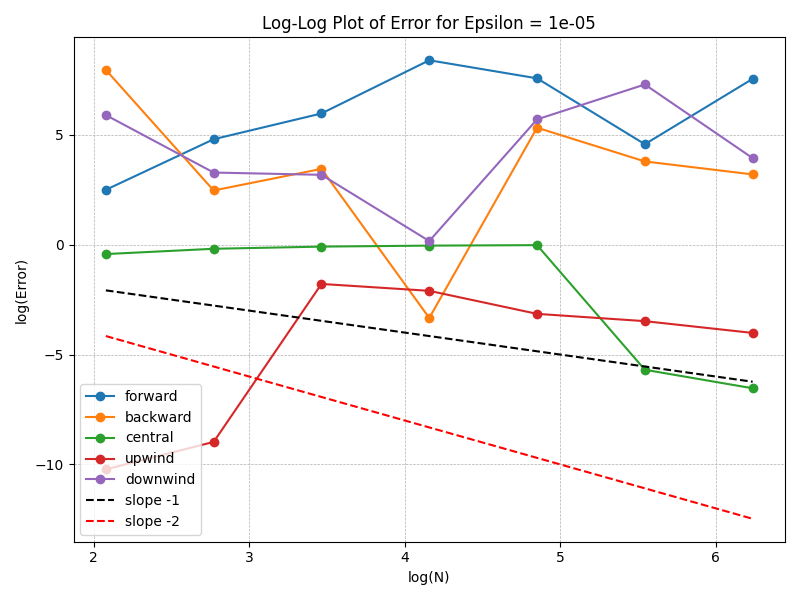 Log-Log Plot of Error for Epsilon = 1e-05
log(Error)
5
0
−5
−10
forward
backward
central
upwind
downwind
slope -1
slope -2
2
3
4
5
6
log(N)